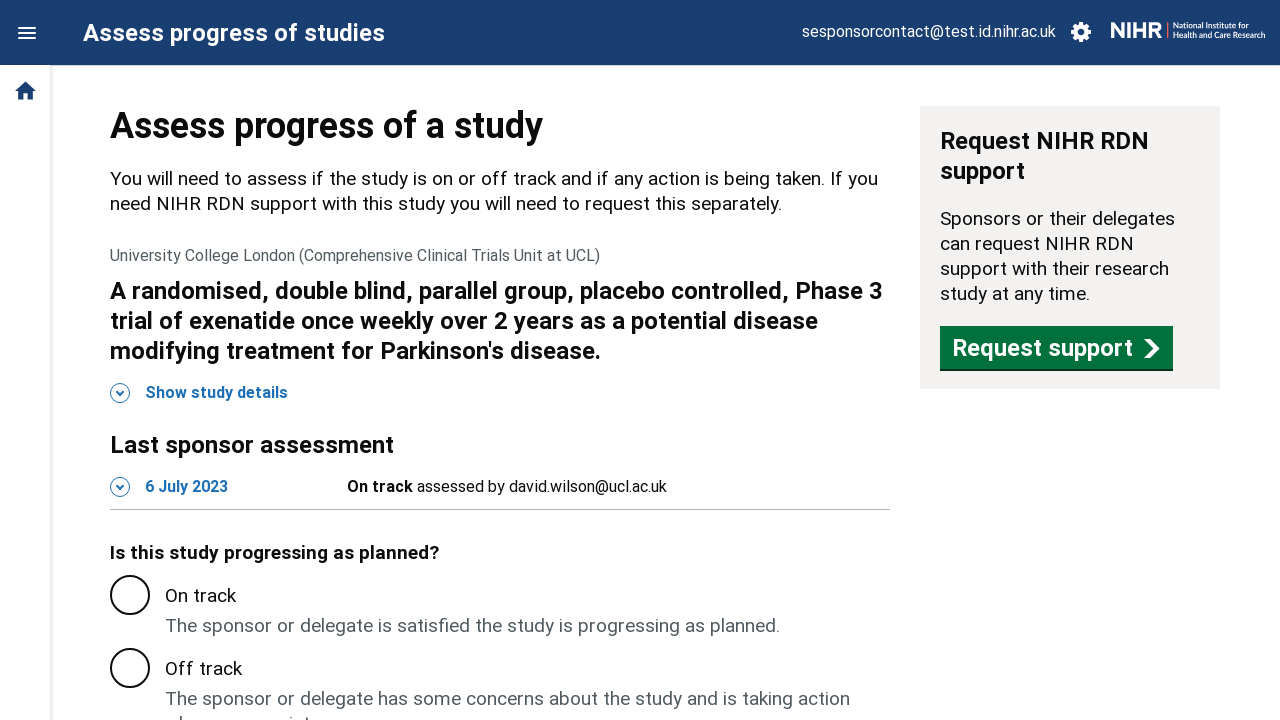 Assess progress of studies
sesponsorcontact@test.id.nihr.ac.uk
NIHR | National Institute for
Health and Care Research
Assess progress of a study
You will need to assess if the study is on or off track and if any action is being taken. If you
need NIHR RDN support with this study you will need to request this separately.
University College London (Comprehensive Clinical Trials Unit at UCL)
A randomised, double blind, parallel group, placebo controlled, Phase 3
trial of exenatide once weekly over 2 years as a potential disease
modifying treatment for Parkinson's disease.
Show study details
Last sponsor assessment
6 July 2023 On track assessed by david.wilson@ucl.ac.uk
Is this study progressing as planned?
On track
The sponsor or delegate is satisfied the study is progressing as planned.
Off track
The sponsor or delegate has some concerns about the study and is taking action
Request NIHR RDN
support
Sponsors or their delegates
can request NIHR RDN
support with their research
study at any time.
Request support